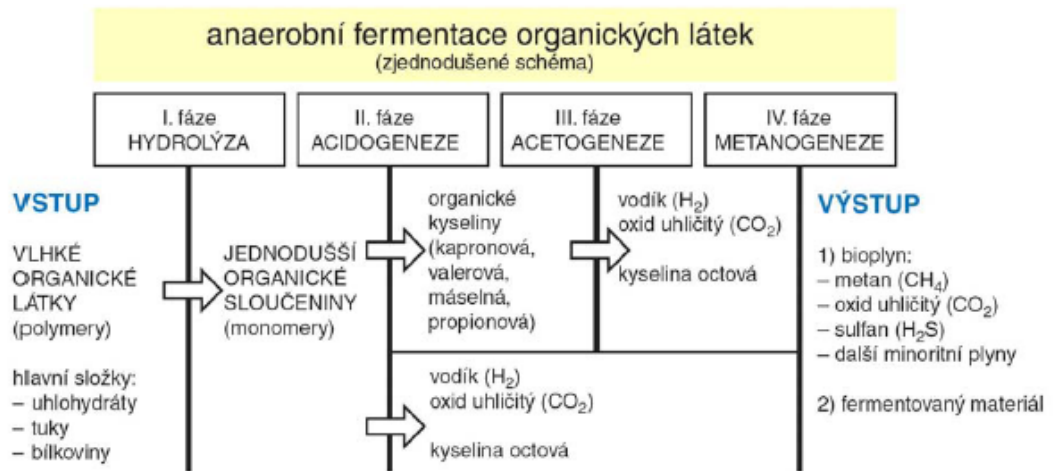 anaerobní fermentace organických látek
(zjednodušené schéma)
I. fáze
HYDROLÝZA
II. fáze
ACIDOGENEZE
III. fáze
ACETOGENEZE
IV. fáze
METANOGENEZE
VSTUP
VLHKÉ
ORGANICKÉ
LÁTKY
(polymery)
hlavní složky:
– uhlohydráty
– tuky
– bílkoviny
JEDNODUŠŠÍ
ORGANICKÉ
SLOUČENINY
(monomery)
organické
kyseliny
(kapronová,
valerová,
máselná,
propionová)
vodík (H₂)
oxid uhličitý (CO₂)
kyselina octová
vodík (H₂)
oxid uhličitý (CO₂)
kyselina octová
VÝSTUP
1) bioplyn:
– metan (CH₄)
– oxid uhličitý (CO₂)
– sulfan (H₂S)
– další minoritní plyny
2) fermentovaný materiál